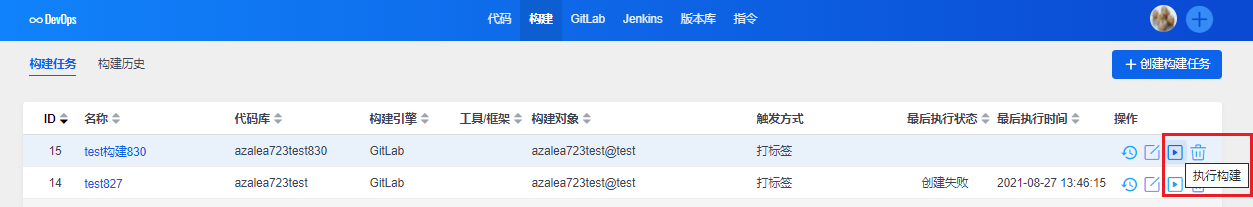 DevOps 代码 构建 GitLab Jenkins 版本库 指令
构建任务 构建历史 创建构建任务
ID 名称 代码库 构建引擎 工具/框架 构建对象 触发方式 最后执行状态 最后执行时间 操作
15 test构建830 azalea723test830 GitLab azalea723test@test 打标签
14 test827 azalea723test GitLab azalea723test@test 打标签 创建失败 2021-08-27 13:46:15
执行构建